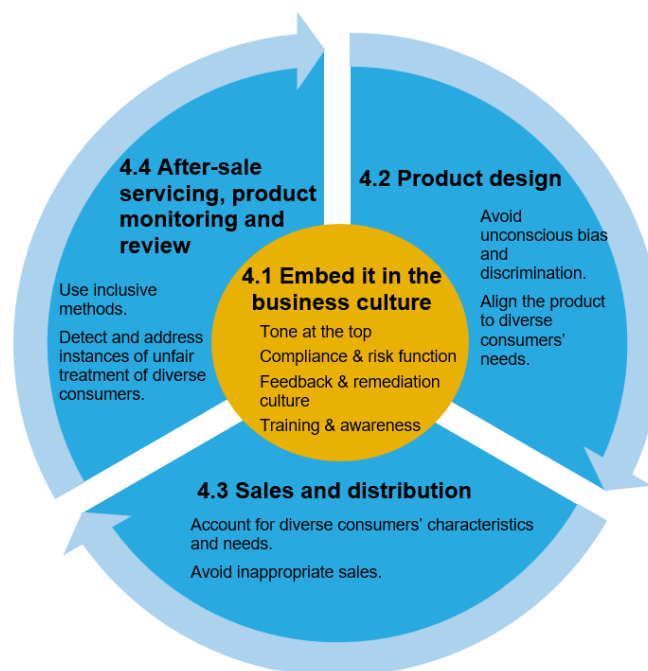 4.4 After-sale
servicing, product
monitoring and
review
Use inclusive
methods.
Detect and address
instances of unfair
treatment of diverse
consumers.
4.2 Product design
Avoid
unconscious bias
and
discrimination.
Align the product
to diverse
consumers’
needs.
4.1 Embed it in the
business culture
Tone at the top
Compliance & risk function
Feedback & remediation
culture
Training & awareness
4.3 Sales and distribution
Account for diverse consumers’ characteristics
and needs.
Avoid inappropriate sales.